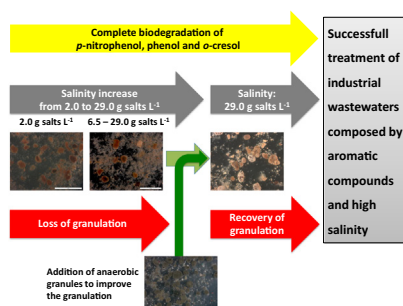 Complete biodegradation of
p-nitrophenol, phenol and o-cresol
Salinity increase
from 2.0 to 29.0 g salts L-1
Salinity:
29.0 g salts L-1
2.0 g salts L-1
6.5 – 29.0 g salts L-1
Loss of granulation
Recovery of
granulation
Addition of anaerobic
granules to improve
the granulation
Successfull
treatment of
industrial
wastewaters
composed by
aromatic
compounds
and high
salinity